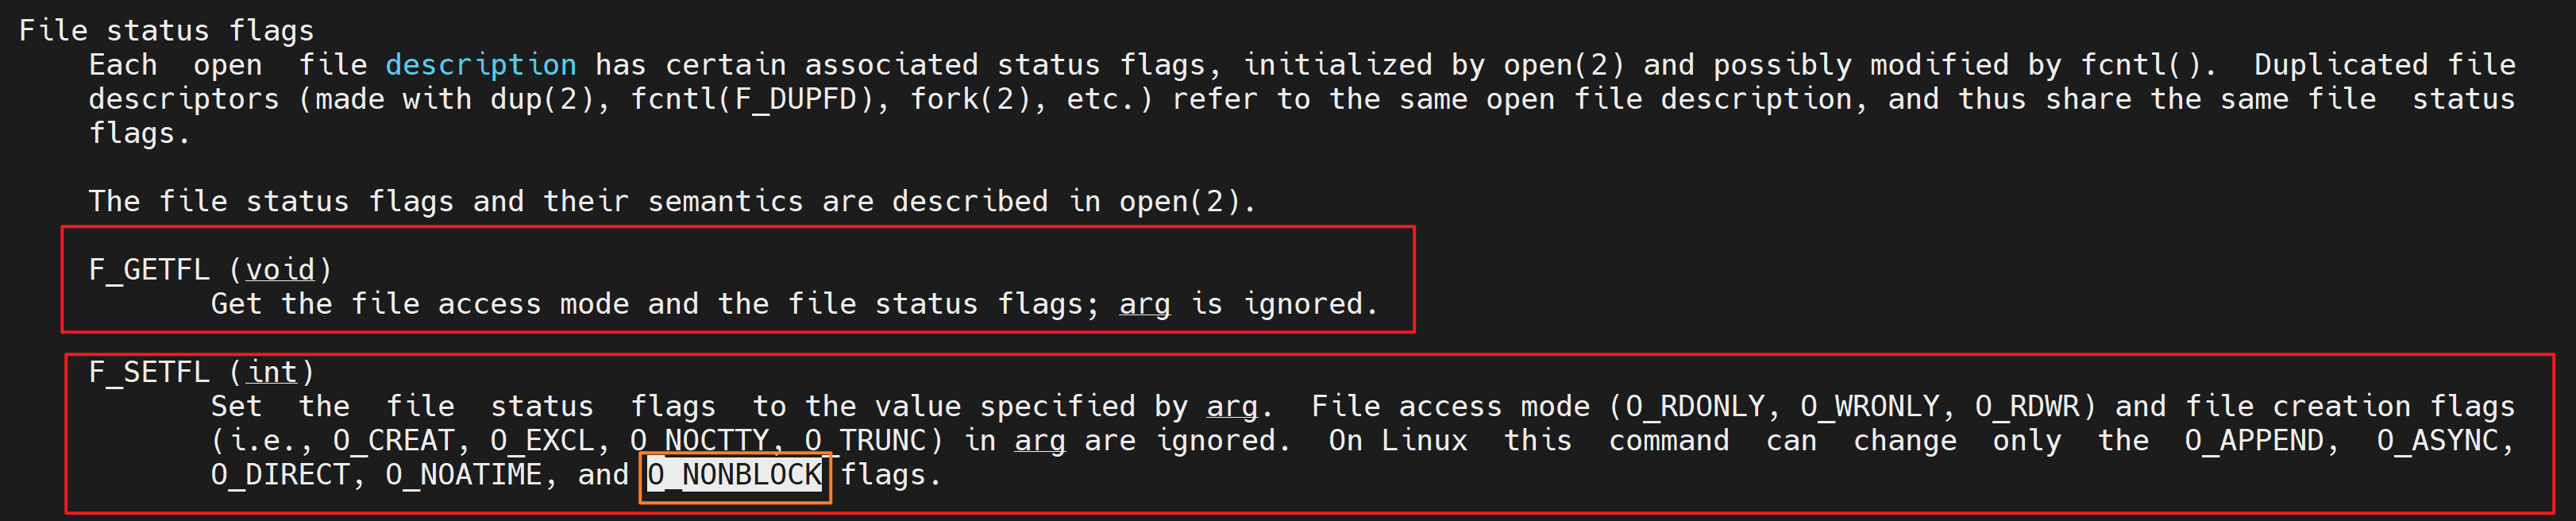 File status flags
Each open file description has certain associated status flags, initialized by open(2) and possibly modified by fcntl(). Duplicated file
descriptors (made with dup(2), fcntl(F_DUPFD), fork(2), etc.) refer to the same open file description, and thus share the same file status
flags.
The file status flags and their semantics are described in open(2).
F_GETFL (void)
Get the file access mode and the file status flags; arg is ignored.
F_SETFL (int)
Set the file status flags to the value specified by arg. File access mode (O_RDONLY, O_WRONLY, O_RDWR) and file creation flags
(i.e., O_CREAT, O_EXCL, O_NOCTTY, O_TRUNC) in arg are ignored. On Linux this command can change only the O_APPEND, O_ASYNC,
O_DIRECT, O_NOATIME, and O_NONBLOCK flags.